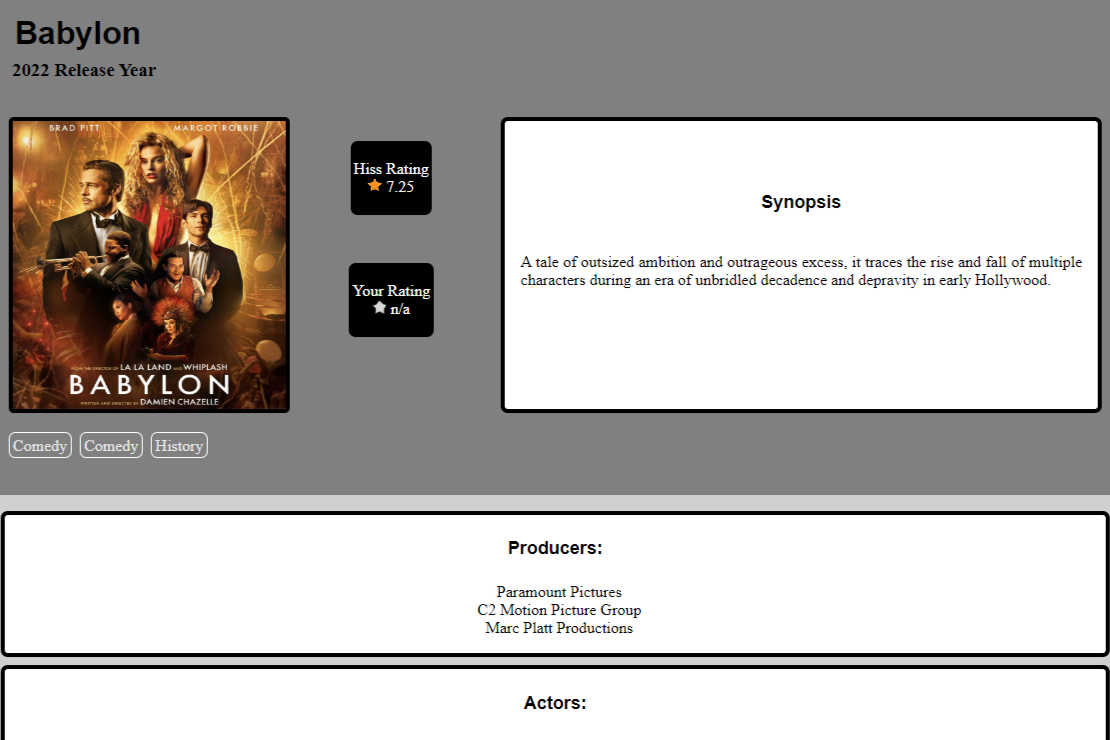 Babylon
2022 Release Year
BRAD PITT MARGOT ROBBIE
FROM THE DIRECTOR OF LA LA LAND AND WHIPLASH
BABYLON
WRITTEN AND DIRECTED BY DAMIEN CHAZELLE
Hiss Rating
7.25
Your Rating
n/a
Synopsis
A tale of outsized ambition and outrageous excess, it traces the rise and fall of multiple
characters during an era of unbridled decadence and depravity in early Hollywood.
Comedy Comedy History
Producers:
Paramount Pictures
C2 Motion Picture Group
Marc Platt Productions
Actors: